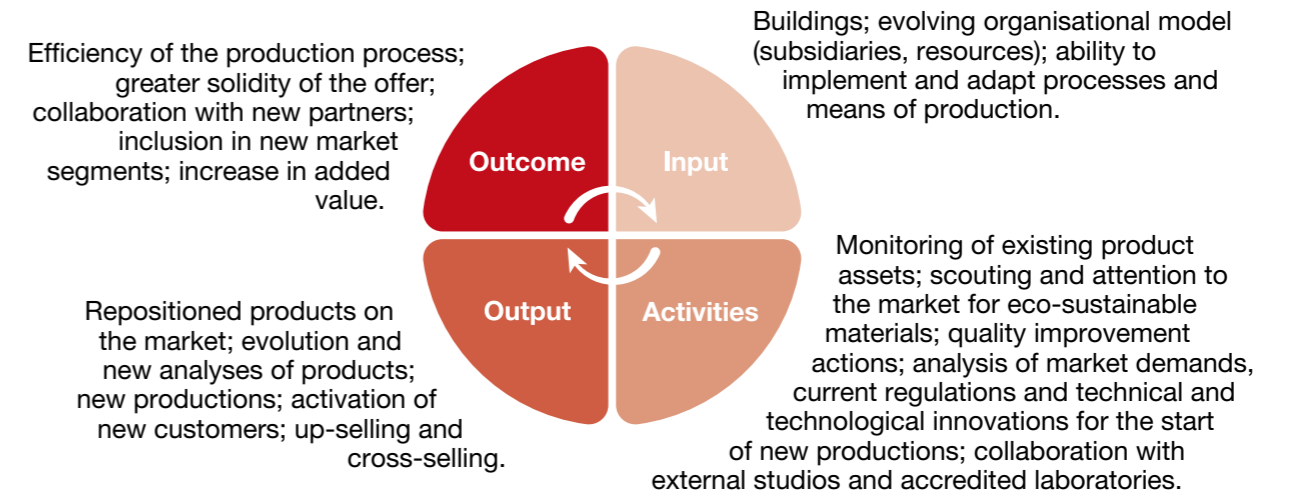 Efficiency of the production process;
greater solidity of the offer;
collaboration with new partners;
inclusion in new market
segments; increase in added
value.
Outcome
Input
Buildings; evolving organisational model
(subsidiaries, resources); ability to
implement and adapt processes and
means of production.
Repositioned products on
the market; evolution and
new analyses of products;
new productions; activation of
new customers; up-selling and
cross-selling.
Output
Activities
Monitoring of existing product
assets; scouting and attention to
the market for eco-sustainable
materials; quality improvement
actions; analysis of market demands,
current regulations and technical and
technological innovations for the start
of new productions; collaboration with
external studios and accredited laboratories.